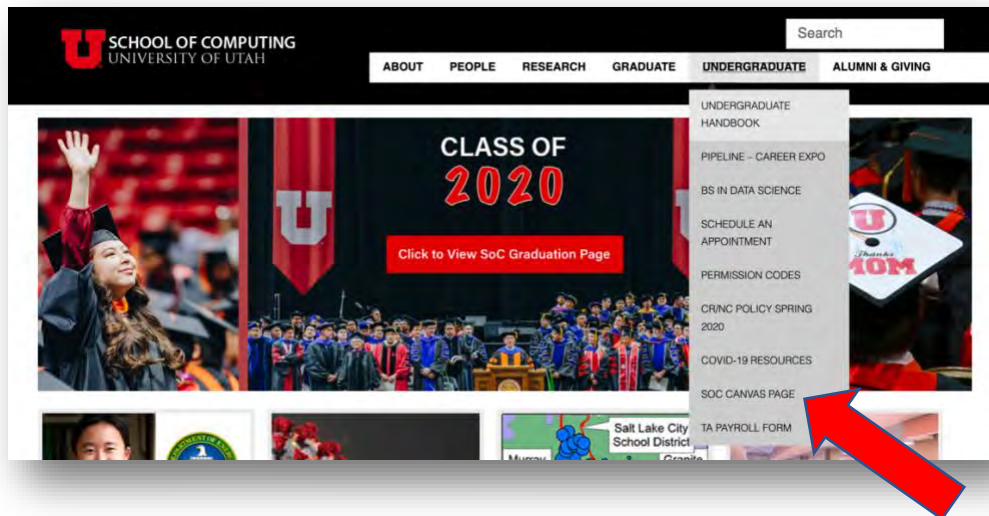 Search
SCHOOL OF COMPUTING
UNIVERSITY OF UTAH
ABOUT PEOPLE RESEARCH GRADUATE UNDERGRADUATE ALUMNI & GIVING
UNDERGRADUATE
HANDBOOK
PIPELINE – CAREER EXPO
BS IN DATA SCIENCE
SCHEDULE AN
APPOINTMENT
PERMISSION CODES
CR/NC POLICY SPRING
2020
COVID-19 RESOURCES
SOC CANVAS PAGE
TA PAYROLL FORM
CLASS OF
2020
Click to View SoC Graduation Page
U
Thanks
MOM
Salt Lake City
School District
Murray
Granite